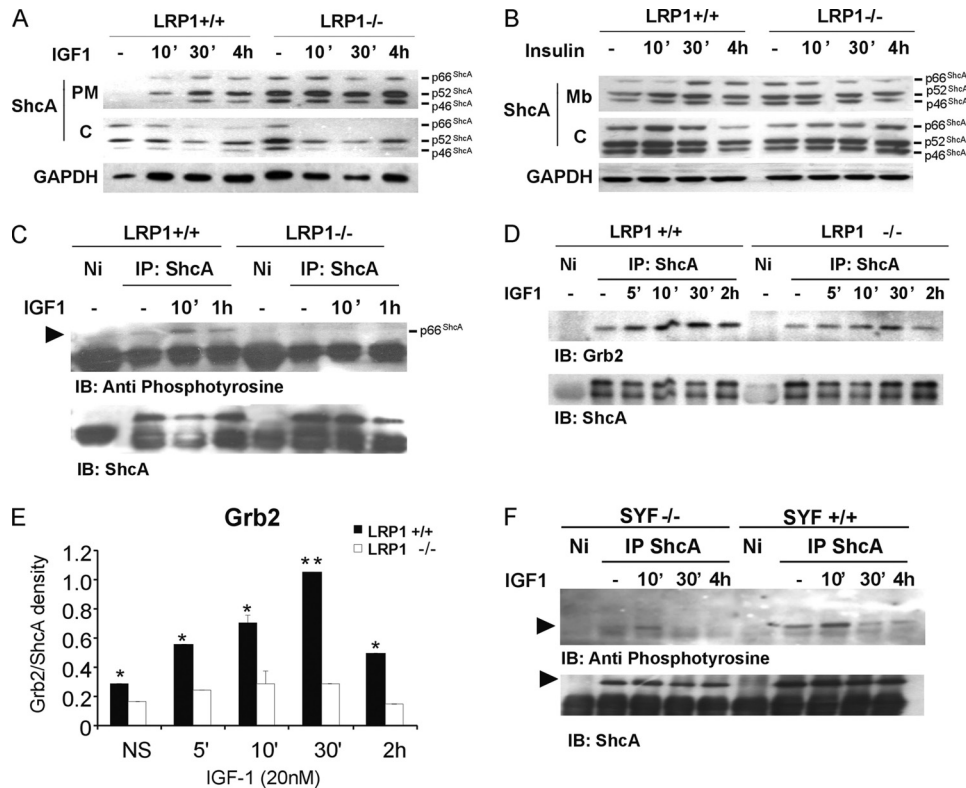 A
LRP1+/+ LRP1-/-
IGF1 - 10' 30' 4h - 10 30' 4h
ShcA
PM
p66ShcA
p52ShcA
p46ShcA
C
p66ShcA
p52ShcA
p46ShcA
GAPDH
B
LRP1+/+ LRP1-/-
Insulin - 10' 30' 4h - 10' 30' 4h
ShcA
Mb
p66ShcA
p52ShcA
p46ShcA
C
p66ShcA
p52ShcA
p46ShcA
GAPDH
C
LRP1+/+ LRP1-/-
Ni IP: ShcA Ni IP: ShcA
IGF1 - - 10' 1h - - 10' 1h
p66ShcA
IB: Anti Phosphotyrosine
IB: ShcA
D
LRP1 +/+ LRP1 -/-
Ni IP: ShcA Ni IP: ShcA
IGF1 - - 5' 10' 30' 2h - - 5' 10' 30' 2h
IB: Grb2
IB: ShcA
E
Grb2
LRP1 +/+
LRP1 -/-
Grb2/ShcA density
1.2
1.0
0.8
0.6
0.4
0.2
0
* * * ** *
NS 5' 10' 30' 2h
IGF-1 (20nM)
F
SYF -/- SYF +/+
Ni IP ShcA Ni IP ShcA
IGF1 - 10' 30' 4h - 10' 30' 4h
IB: Anti Phosphotyrosine
IB: ShcA